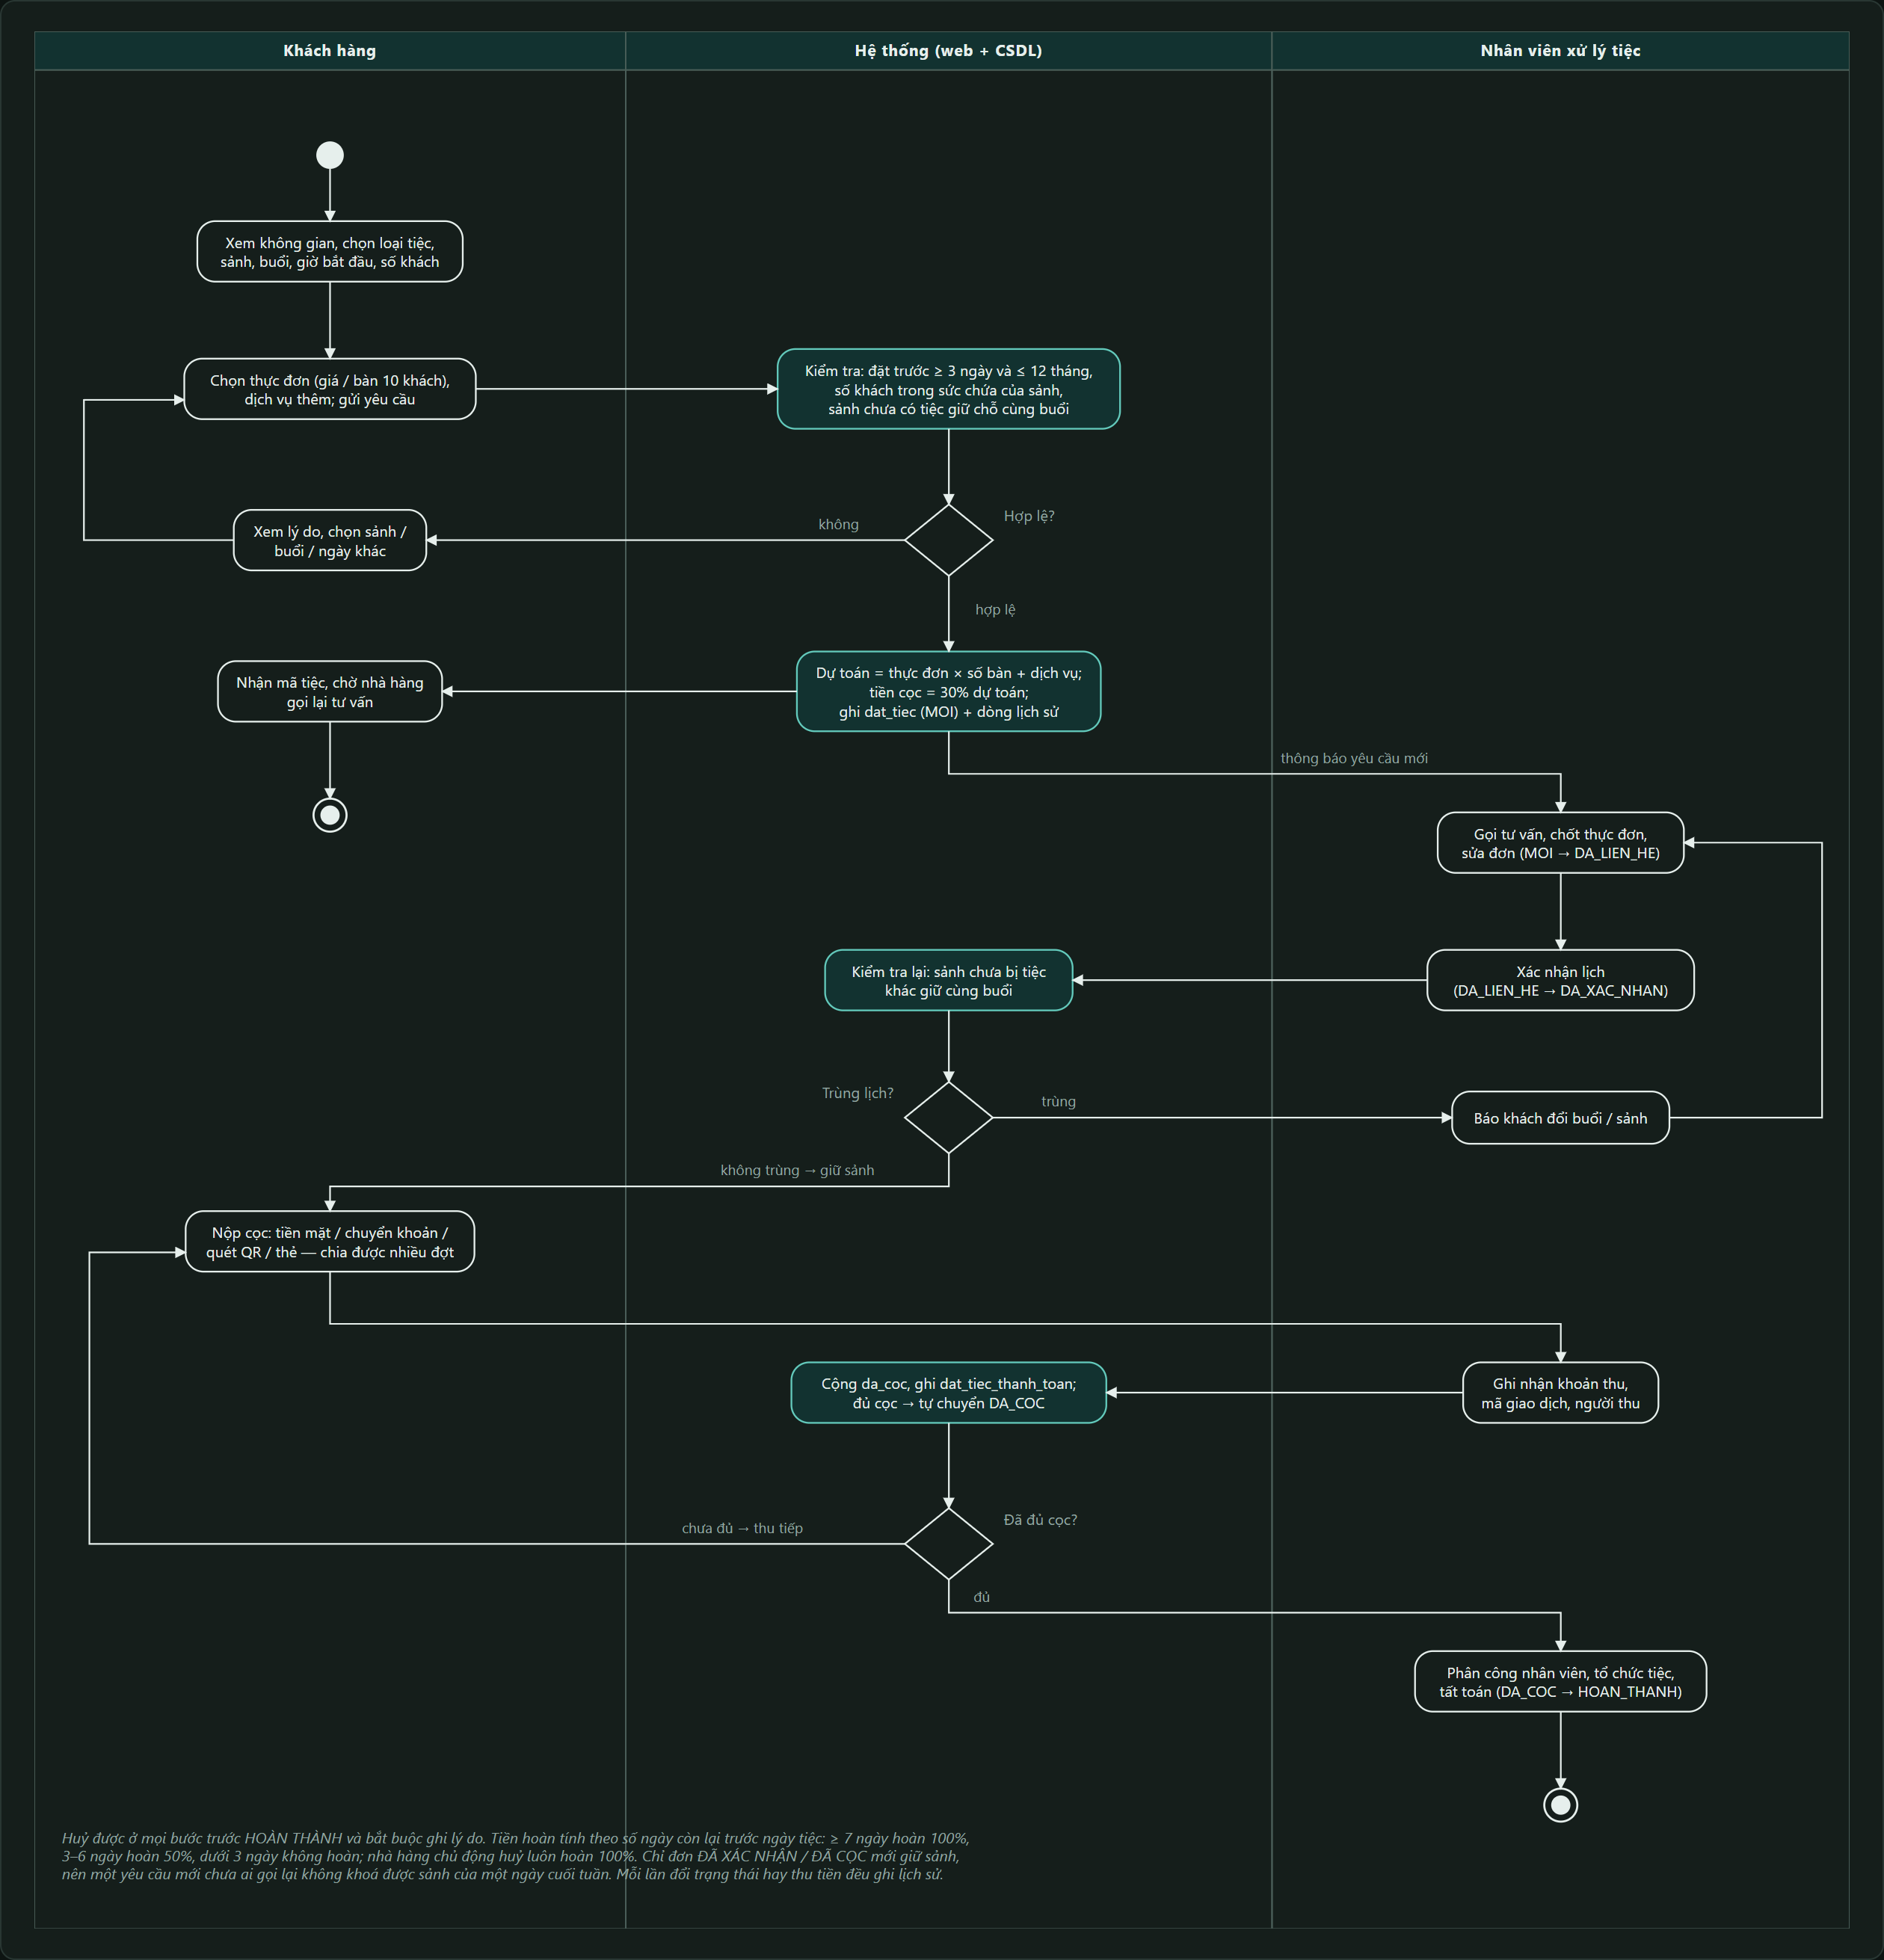 Khách hàng
Hệ thống (web + CSDL)
Nhân viên xử lý tiệc
Xem không gian, chọn loại tiệc,
sảnh, buổi, giờ bắt đầu, số khách
Chọn thực đơn (giá / bàn 10 khách),
dịch vụ thêm; gửi yêu cầu
Kiểm tra: đặt trước ≥ 3 ngày và ≤ 12 tháng,
số khách trong sức chứa của sảnh,
sảnh chưa có tiệc giữ chỗ cùng buổi
Hợp lệ?
không
Xem lý do, chọn sảnh /
buổi / ngày khác
hợp lệ
Dự toán = thực đơn × số bàn + dịch vụ;
tiền cọc = 30% dự toán;
ghi dat_tiec (MOI) + dòng lịch sử
Nhận mã tiệc, chờ nhà hàng
gọi lại tư vấn
thông báo yêu cầu mới
Gọi tư vấn, chốt thực đơn,
sửa đơn (MOI → DA_LIEN_HE)
Xác nhận lịch
(DA_LIEN_HE → DA_XAC_NHAN)
Kiểm tra lại: sảnh chưa bị tiệc
khác giữ cùng buổi
Trùng lịch?
trùng
Báo khách đổi buổi / sảnh
không trùng → giữ sảnh
Nộp cọc: tiền mặt / chuyển khoản /
quét QR / thẻ — chia được nhiều đợt
Ghi nhận khoản thu,
mã giao dịch, người thu
Cộng da_coc, ghi dat_tiec_thanh_toan;
đủ cọc → tự chuyển DA_COC
Đã đủ cọc?
chưa đủ → thu tiếp
đủ
Phân công nhân viên, tổ chức tiệc,
tất toán (DA_COC → HOAN_THANH)
Huỷ được ở mọi bước trước HOÀN THÀNH và bắt buộc ghi lý do. Tiền hoàn tính theo số ngày còn lại trước ngày tiệc: ≥ 7 ngày hoàn 100%,
3–6 ngày hoàn 50%, dưới 3 ngày không hoàn; nhà hàng chủ động huỷ luôn hoàn 100%. Chỉ đơn ĐÃ XÁC NHẬN / ĐÃ CỌC mới giữ sảnh,
nên một yêu cầu mới chưa ai gọi lại không khoá được sảnh của một ngày cuối tuần. Mỗi lần đổi trạng thái hay thu tiền đều ghi lịch sử.